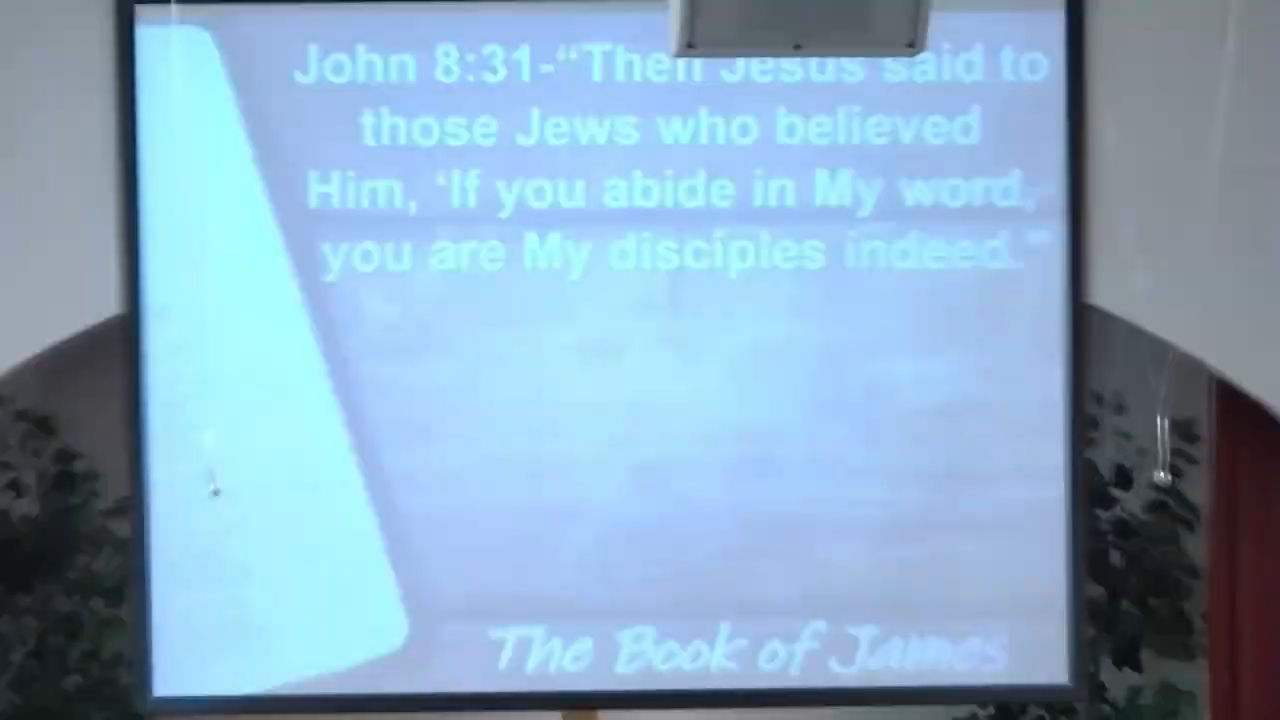 John 8:31-“Then Jesus said to
those Jews who believed
Him, ‘If you abide in My word,
you are My disciples indeed.”
The Book of James